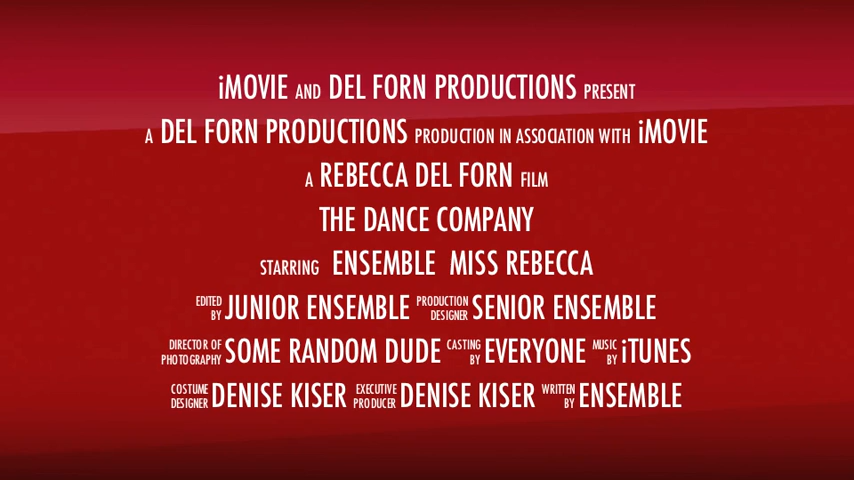 iMOVIE AND DEL FORN PRODUCTIONS PRESENT
A DEL FORN PRODUCTIONS PRODUCTION IN ASSOCIATION WITH iMOVIE
A REBECCA DEL FORN FILM
THE DANCE COMPANY
STARRING ENSEMBLE MISS REBECCA
EDITED BY JUNIOR ENSEMBLE PRODUCTION DESIGNER SENIOR ENSEMBLE
DIRECTOR OF PHOTOGRAPHY SOME RANDOM DUDE CASTING BY EVERYONE MUSIC BY iTUNES
COSTUME DESIGNER DENISE KISER EXECUTIVE PRODUCER DENISE KISER WRITTEN BY ENSEMBLE